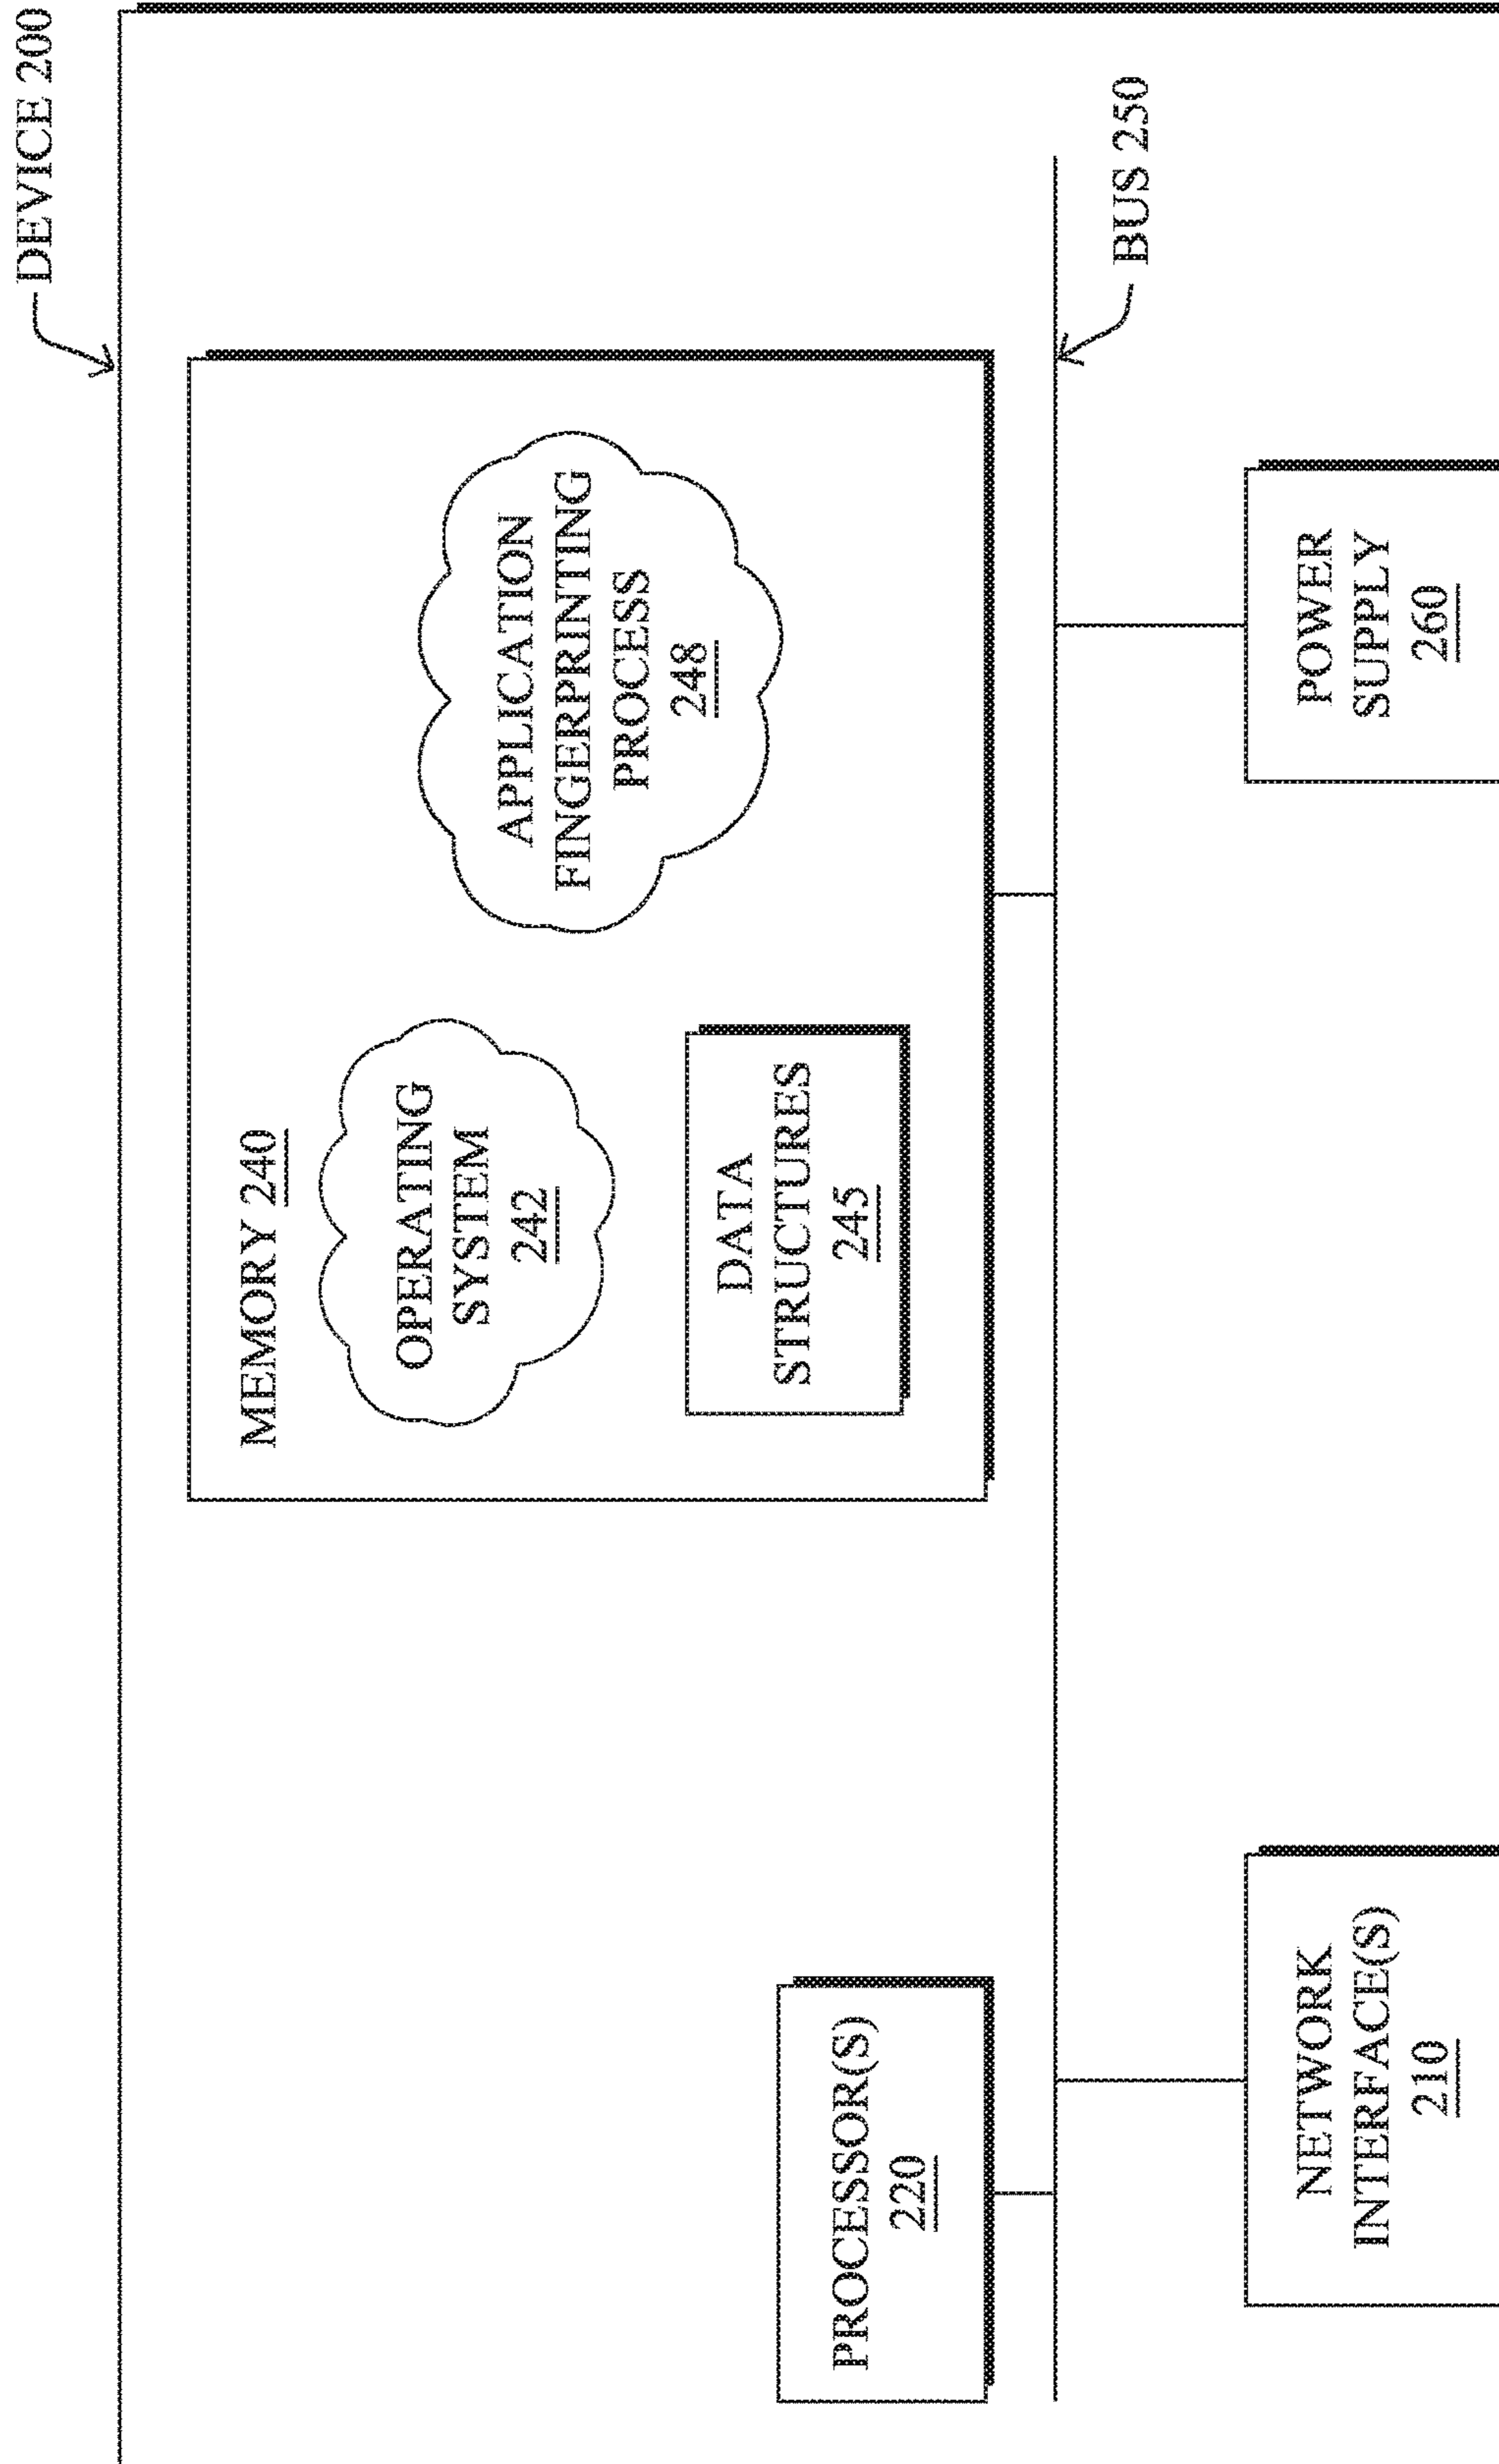 DEVICE 200
MEMORY 240
OPERATING
SYSTEM
242
DATA
STRUCTURES
245
APPLICATION
FINGERPRINTING
PROCESS
248
PROCESSOR(S)
220
BUS 250
NETWORK
INTERFACE(S)
210
POWER
SUPPLY
260